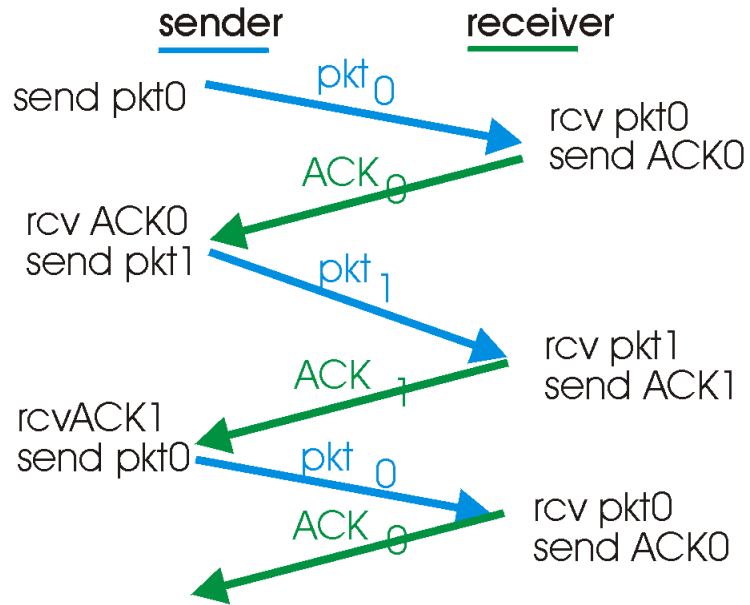 sender
receiver
send pkt0
pkt0
rcv pkt0
send ACK0
ACK0
rcv ACK0
send pkt1
pkt1
rcv pkt1
send ACK1
ACK1
rcvACK1
send pkt0
pkt0
rcv pkt0
send ACK0
ACK0